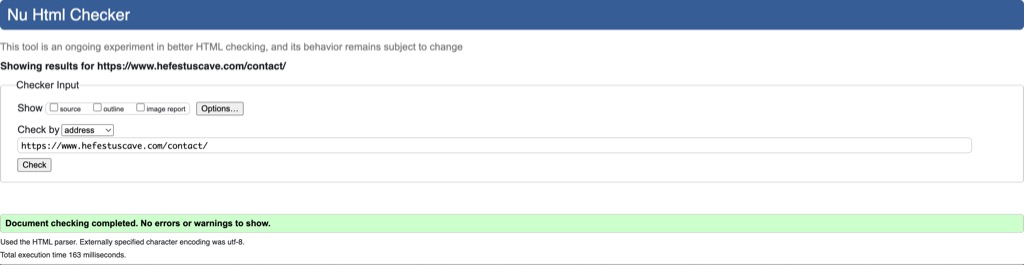 Nu Html Checker
This tool is an ongoing experiment in better HTML checking, and its behavior remains subject to change
Showing results for https://www.hefestuscave.com/contact/
Checker Input
Show source outline image report Options...
Check by address
https://www.hefestuscave.com/contact/
Check
Document checking completed. No errors or warnings to show.
Used the HTML parser. Externally specified character encoding was utf-8.
Total execution time 163 milliseconds.